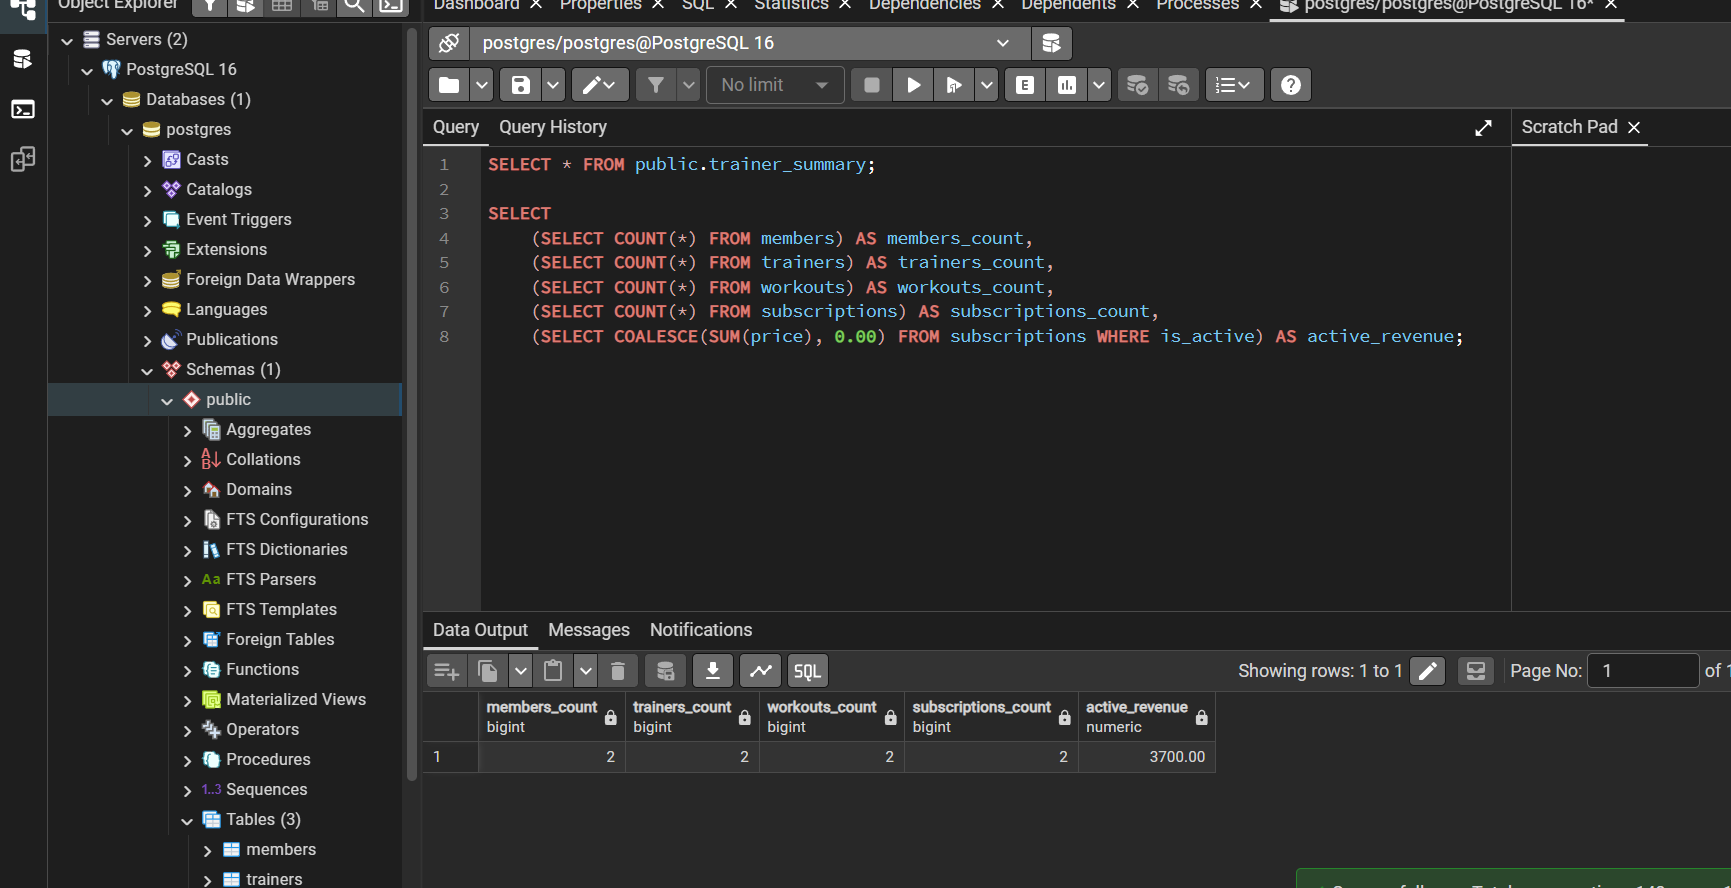 Object Explorer
Dashboard Properties SQL Statistics Dependencies Dependents Processes postgres/postgres@PostgreSQL 16*
Servers (2)
PostgreSQL 16
Databases (1)
postgres
Casts
Catalogs
Event Triggers
Extensions
Foreign Data Wrappers
Languages
Publications
Schemas (1)
public
Aggregates
Collations
Domains
FTS Configurations
FTS Dictionaries
Aa FTS Parsers
FTS Templates
Foreign Tables
Functions
Materialized Views
Operators
Procedures
1..3 Sequences
Tables (3)
members
trainers
postgres/postgres@PostgreSQL 16
No limit
E
Query Query History
Scratch Pad
1 SELECT * FROM public.trainer_summary;
2
3 SELECT
4 (SELECT COUNT(*) FROM members) AS members_count,
5 (SELECT COUNT(*) FROM trainers) AS trainers_count,
6 (SELECT COUNT(*) FROM workouts) AS workouts_count,
7 (SELECT COUNT(*) FROM subscriptions) AS subscriptions_count,
8 (SELECT COALESCE(SUM(price), 0.00) FROM subscriptions WHERE is_active) AS active_revenue;
Data Output Messages Notifications
SQL Showing rows: 1 to 1 Page No: 1 of 1
members_count trainers_count workouts_count subscriptions_count active_revenue
bigint bigint bigint bigint numeric
1 2 2 2 2 3700.00